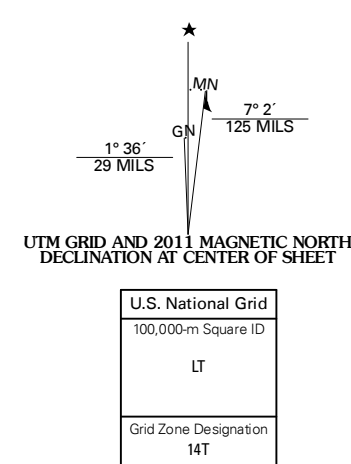 MN
GN
7° 2´
125 MILS
1° 36´
29 MILS
UTM GRID AND 2011 MAGNETIC NORTH
DECLINATION AT CENTER OF SHEET
U.S. National Grid
100,000-m Square ID
LT
Grid Zone Designation
14T